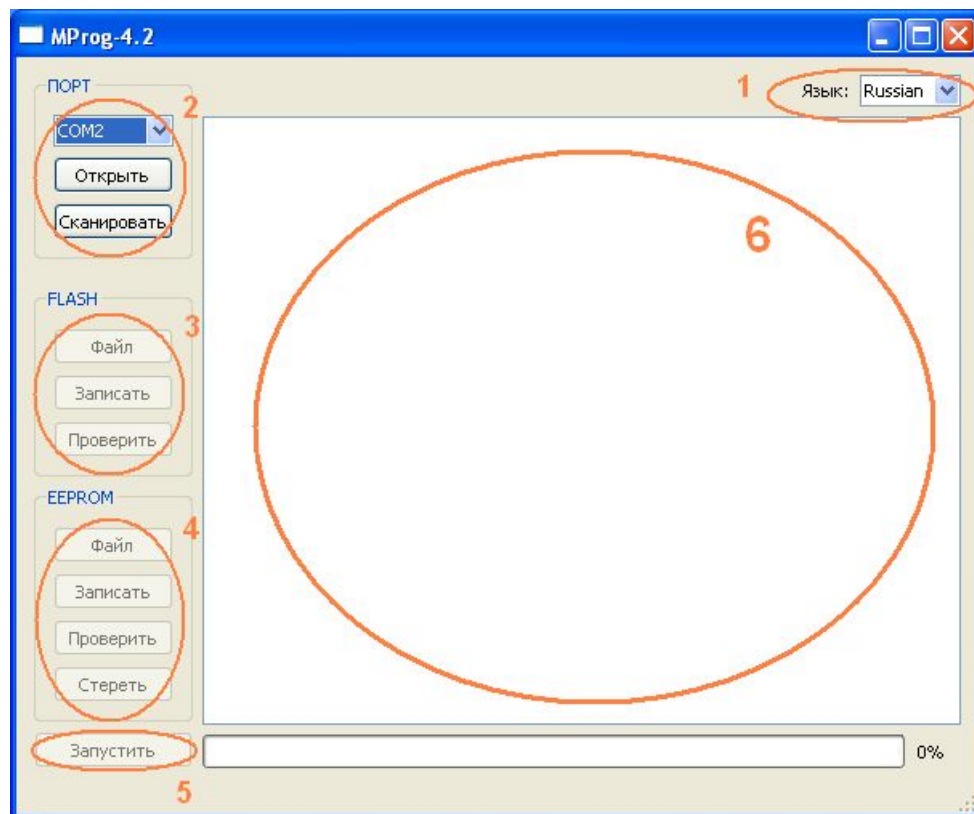 MProg-4.2
ПОРТ
1
Язык: Russian
2
COM2
Открыть
Сканировать
6
FLASH
3
Файл
Записать
Проверить
EEPROM
4
Файл
Записать
Проверить
Стереть
Запустить
0%
5